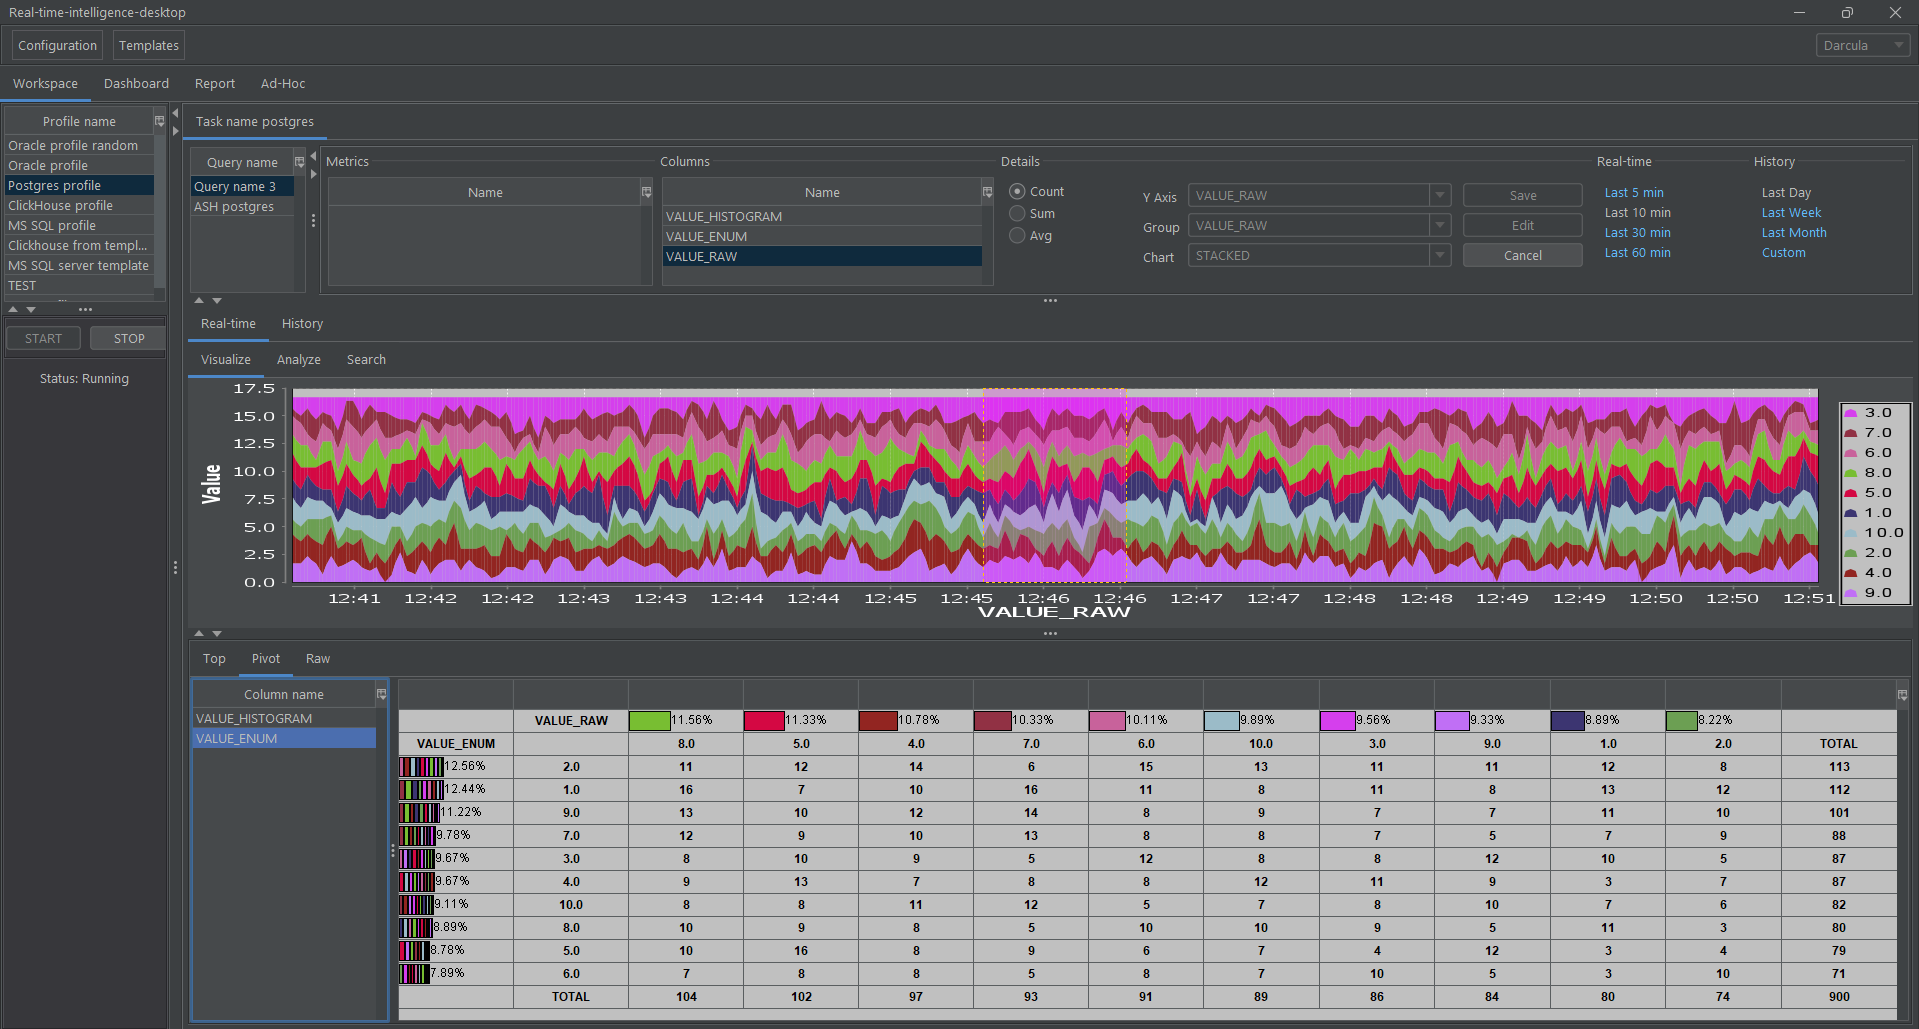 Real-time-intelligence-desktop
Configuration Templates Darcula
Workspace Dashboard Report Ad-Hoc
Profile name
Oracle profile random
Oracle profile
Postgres profile
ClickHouse profile
MS SQL profile
Clickhouse from templ...
MS SQL server template
TEST
START STOP
Status: Running
Task name postgres
Query name
Query name 3
ASH postgres
Metrics
Name
Columns
Name
VALUE_HISTOGRAM
VALUE_ENUM
VALUE_RAW
Details
Count
Sum
Avg
Y Axis VALUE_RAW Save
Group VALUE_RAW Edit
Chart STACKED Cancel
Real-time
Last 5 min
Last 10 min
Last 30 min
Last 60 min
History
Last Day
Last Week
Last Month
Custom
Real-time History
Visualize Analyze Search
Value
17.5
15.0
12.5
10.0
7.5
5.0
2.5
0.0
12:41 12:42 12:42 12:43 12:43 12:44 12:44 12:45 12:45 12:46 12:46 12:47 12:47 12:48 12:48 12:49 12:49 12:50 12:50 12:51
VALUE_RAW
3.0
7.0
6.0
8.0
5.0
1.0
10.0
2.0
4.0
9.0
Top Pivot Raw
Column name
VALUE_HISTOGRAM
VALUE_ENUM
VALUE_RAW 11.56% 11.33% 10.78% 10.33% 10.11% 9.89% 9.56% 9.33% 8.89% 8.22%
VALUE_ENUM 8.0 5.0 4.0 7.0 6.0 10.0 3.0 9.0 1.0 2.0 TOTAL
12.56% 2.0 11 12 14 6 15 13 11 11 12 8 113
12.44% 1.0 16 7 10 16 11 8 11 8 13 12 112
11.22% 9.0 13 10 12 14 8 9 7 7 11 10 101
9.78% 7.0 12 9 10 13 8 8 7 5 7 9 88
9.67% 3.0 8 10 9 5 12 8 8 12 10 5 87
9.67% 4.0 9 13 7 8 8 12 11 9 3 7 87
9.11% 10.0 8 8 11 12 5 7 8 10 7 6 82
8.89% 8.0 10 9 8 5 10 10 9 5 11 3 80
8.78% 5.0 10 16 8 9 6 7 4 12 3 4 79
7.89% 6.0 7 8 8 5 8 7 10 5 3 10 71
TOTAL 104 102 97 93 91 89 86 84 80 74 900